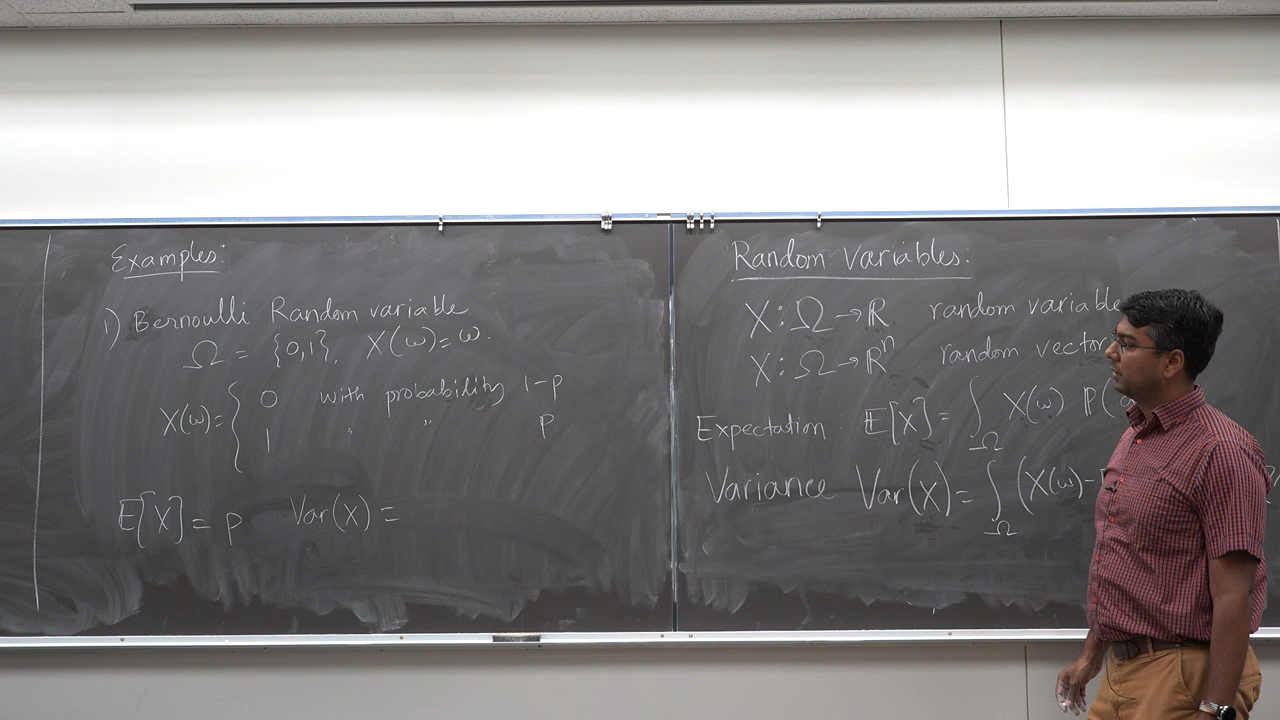 Examples:
1) Bernoulli Random variable
Ω = {0,1}, X(ω)=ω.
X(ω)= { 0 with probability 1-p
1 " " p
E[X] = p Var(X) =
Random Variables:
X: Ω → R random variable
X: Ω → Rⁿ random vector
Expectation E[X] = ∫_Ω X(ω) P(
Variance Var(X) = ∫_Ω (X(ω)-